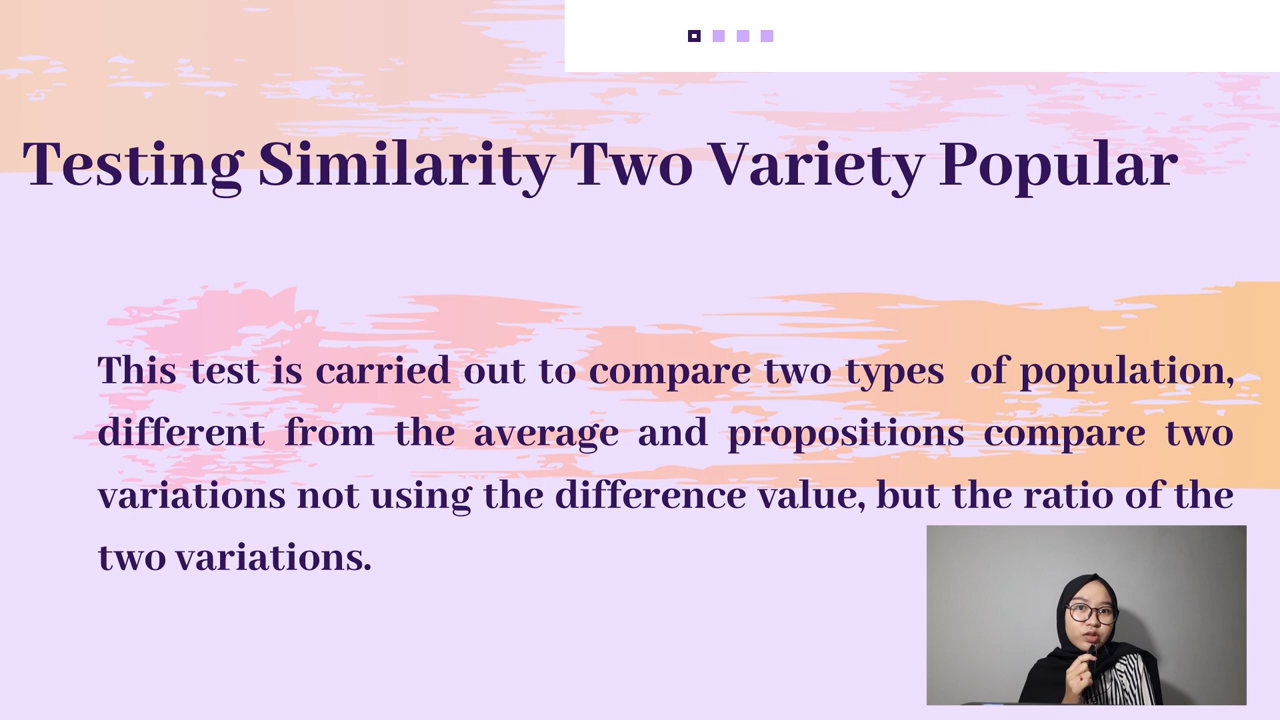 Testing Similarity Two Variety Popular
This test is carried out to compare two types of population,
different from the average and propositions compare two
variations not using the difference value, but the ratio of the
two variations.